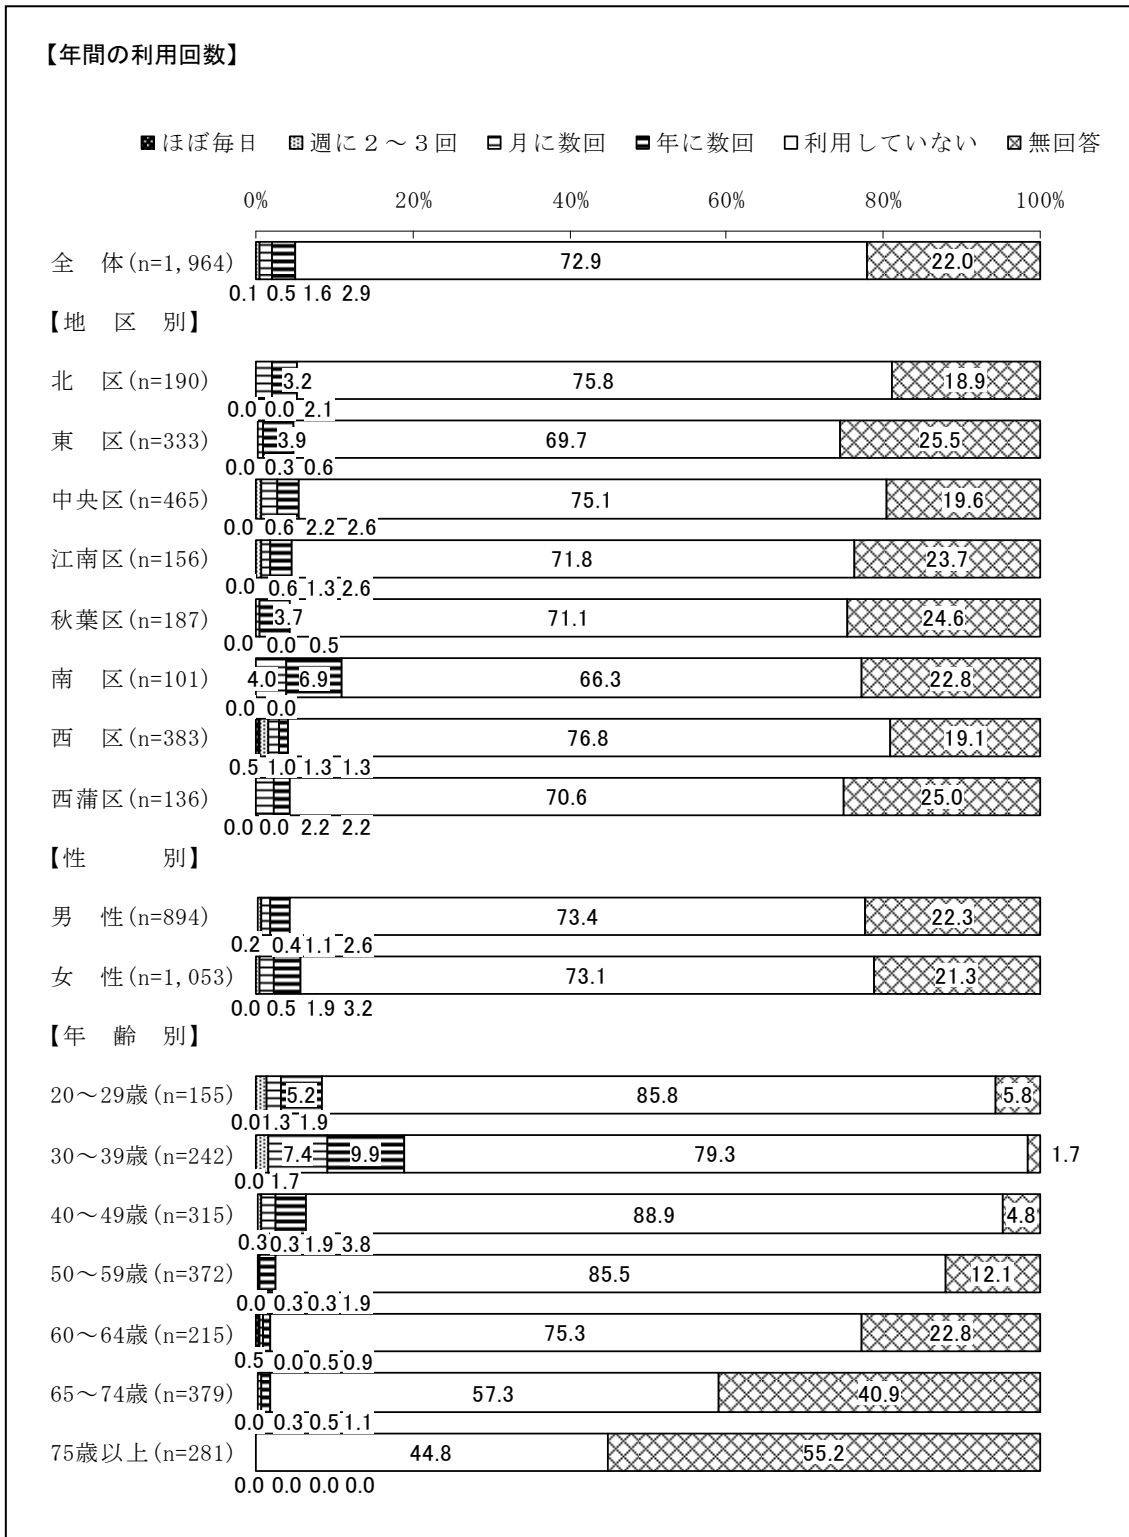 【年間の利用回数】
ほぼ毎日 週に２～３回 月に数回 年に数回 利用していない 無回答
0% 20% 40% 60% 80% 100%
全　体(n=1,964) 72.9 22.0
0.1 0.5 1.6 2.9
【地　区　別】
北　区(n=190) 3.2 75.8 18.9
0.0 0.0 2.1
東　区(n=333) 3.9 69.7 25.5
0.0 0.3 0.6
中央区(n=465) 75.1 19.6
0.0 0.6 2.2 2.6
江南区(n=156) 71.8 23.7
0.0 0.6 1.3 2.6
秋葉区(n=187) 3.7 71.1 24.6
0.0 0.0 0.5
南　区(n=101) 4.0 6.9 66.3 22.8
0.0 0.0
西　区(n=383) 76.8 19.1
0.5 1.0 1.3 1.3
西蒲区(n=136) 70.6 25.0
0.0 0.0 2.2 2.2
【性　　　別】
男　性(n=894) 73.4 22.3
0.2 0.4 1.1 2.6
女　性(n=1,053) 73.1 21.3
0.0 0.5 1.9 3.2
【年　齢　別】
20～29歳(n=155) 5.2 85.8 5.8
0.0 1.3 1.9
30～39歳(n=242) 7.4 9.9 79.3 1.7
0.0 1.7
40～49歳(n=315) 88.9 4.8
0.3 0.3 1.9 3.8
50～59歳(n=372) 85.5 12.1
0.0 0.3 0.3 1.9
60～64歳(n=215) 75.3 22.8
0.5 0.0 0.5 0.9
65～74歳(n=379) 57.3 40.9
0.0 0.3 0.5 1.1
75歳以上(n=281) 44.8 55.2
0.0 0.0 0.0 0.0